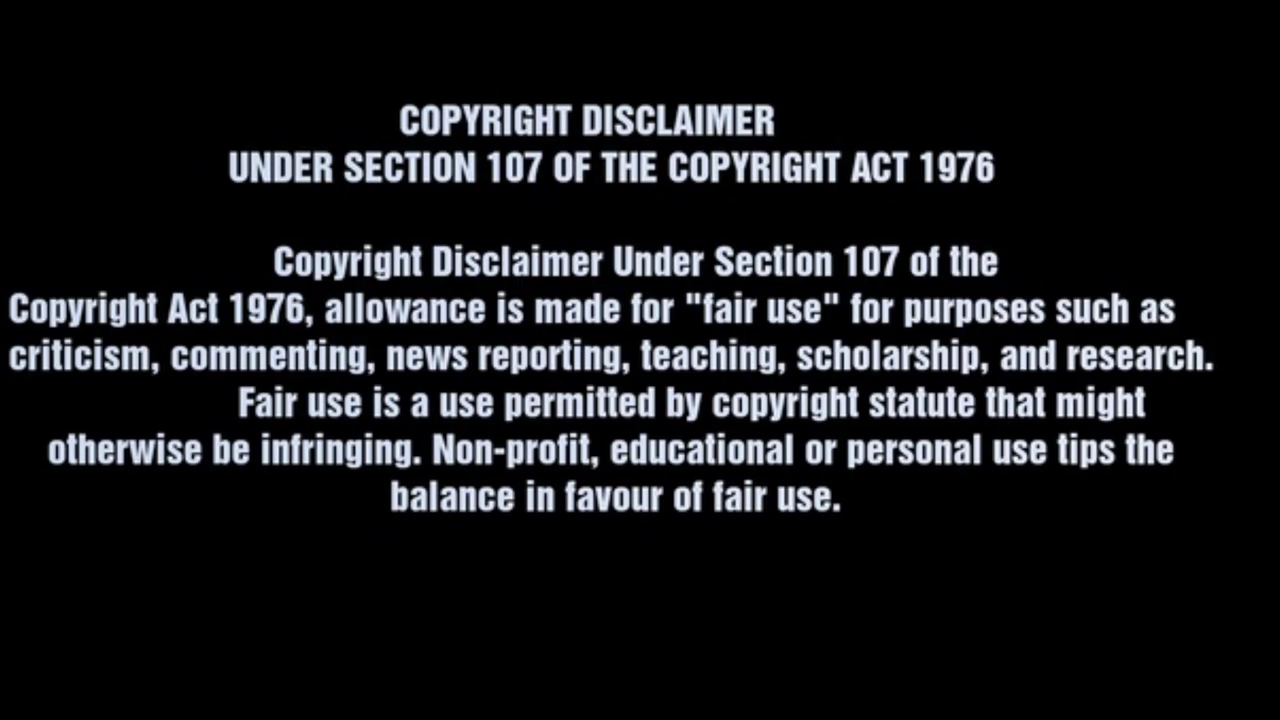 COPYRIGHT DISCLAIMER
UNDER SECTION 107 OF THE COPYRIGHT ACT 1976
Copyright Disclaimer Under Section 107 of the
Copyright Act 1976, allowance is made for "fair use" for purposes such as
criticism, commenting, news reporting, teaching, scholarship, and research.
Fair use is a use permitted by copyright statute that might
otherwise be infringing. Non-profit, educational or personal use tips the
balance in favour of fair use.